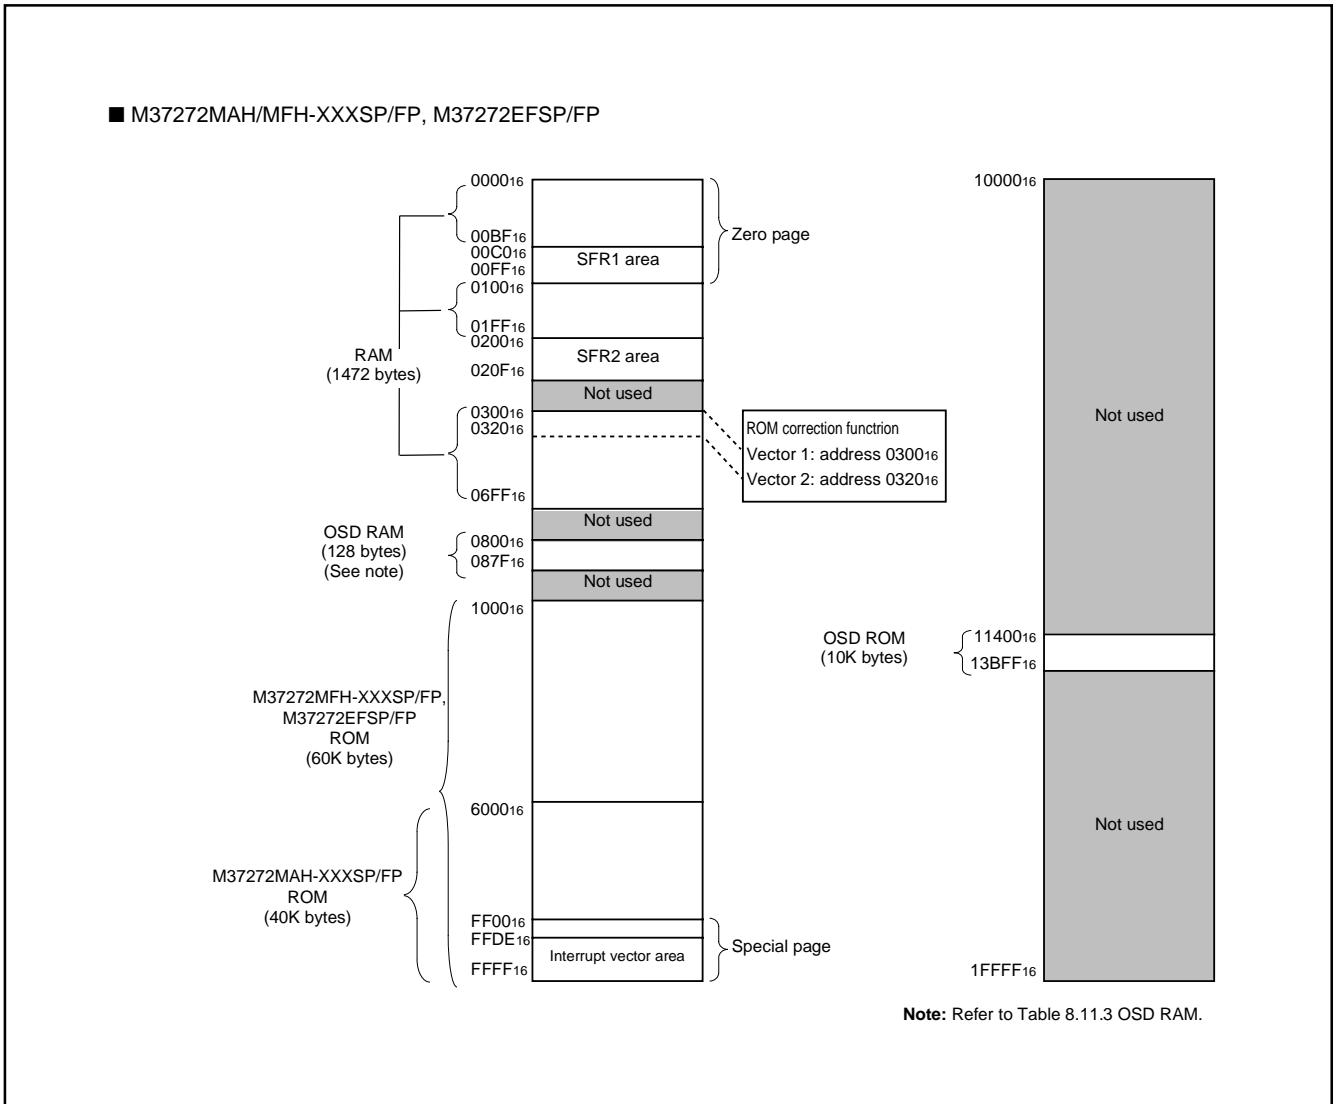 ■ M37272MAH/MFH-XXXSP/FP, M37272EFSP/FP
0000₁₆
00BF₁₆
00C0₁₆
00FF₁₆
0100₁₆
01FF₁₆
0200₁₆
020F₁₆
0300₁₆
0320₁₆
06FF₁₆
0800₁₆
087F₁₆
1000₁₆
6000₁₆
FF00₁₆
FFDE₁₆
FFFF₁₆
RAM
(1472 bytes)
OSD RAM
(128 bytes)
(See note)
M37272MFH-XXXSP/FP,
M37272EFSP/FP
ROM
(60K bytes)
M37272MAH-XXXSP/FP
ROM
(40K bytes)
SFR1 area
SFR2 area
Not used
Not used
Not used
Interrupt vector area
Zero page
ROM correction functrion
Vector 1: address 0300₁₆
Vector 2: address 0320₁₆
Special page
10000₁₆
Not used
OSD ROM
(10K bytes)
11400₁₆
13BFF₁₆
Not used
1FFFF₁₆
Note: Refer to Table 8.11.3 OSD RAM.